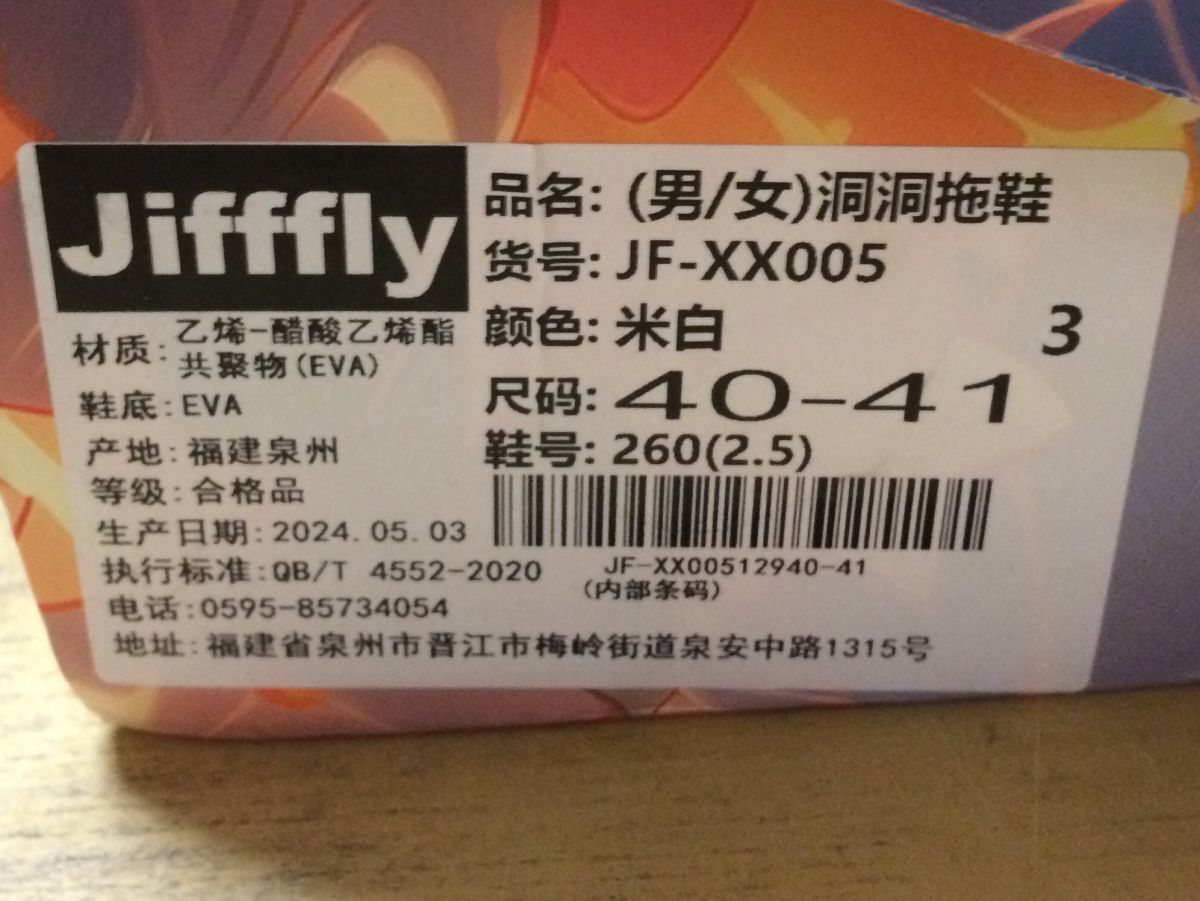 Jifffly
品名: (男/女)洞洞拖鞋
货号: JF-XX005
颜色: 米白 3
尺码: 40-41
鞋号: 260(2.5)
材质: 乙烯-醋酸乙烯酯
共聚物(EVA)
鞋底: EVA
产地: 福建泉州
等级: 合格品
生产日期: 2024.05.03
执行标准: QB/T 4552-2020
JF-XX00512940-41
(内部条码)
电话: 0595-85734054
地址: 福建省泉州市晋江市梅岭街道泉安中路1315号